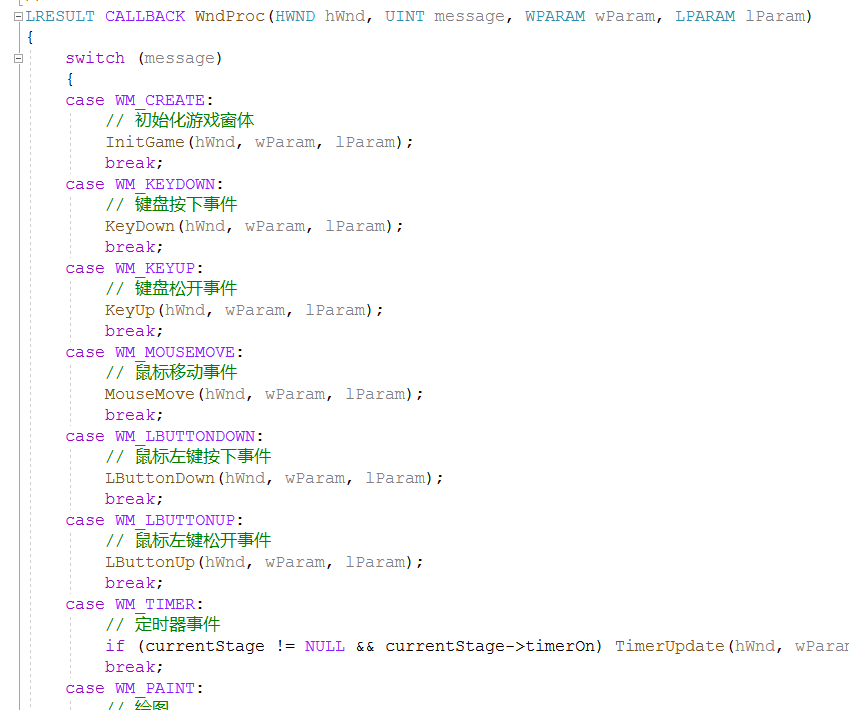 LRESULT CALLBACK WndProc(HWND hWnd, UINT message, WPARAM wParam, LPARAM lParam)
{
switch (message)
{
case WM_CREATE:
// 初始化游戏窗体
InitGame(hWnd, wParam, lParam);
break;
case WM_KEYDOWN:
// 键盘按下事件
KeyDown(hWnd, wParam, lParam);
break;
case WM_KEYUP:
// 键盘松开事件
KeyUp(hWnd, wParam, lParam);
break;
case WM_MOUSEMOVE:
// 鼠标移动事件
MouseMove(hWnd, wParam, lParam);
break;
case WM_LBUTTONDOWN:
// 鼠标左键按下事件
LButtonDown(hWnd, wParam, lParam);
break;
case WM_LBUTTONUP:
// 鼠标左键松开事件
LButtonUp(hWnd, wParam, lParam);
break;
case WM_TIMER:
// 定时器事件
if (currentStage != NULL && currentStage->timerOn) TimerUpdate(hWnd, wParam
break;
case WM_PAINT:
// 绘图